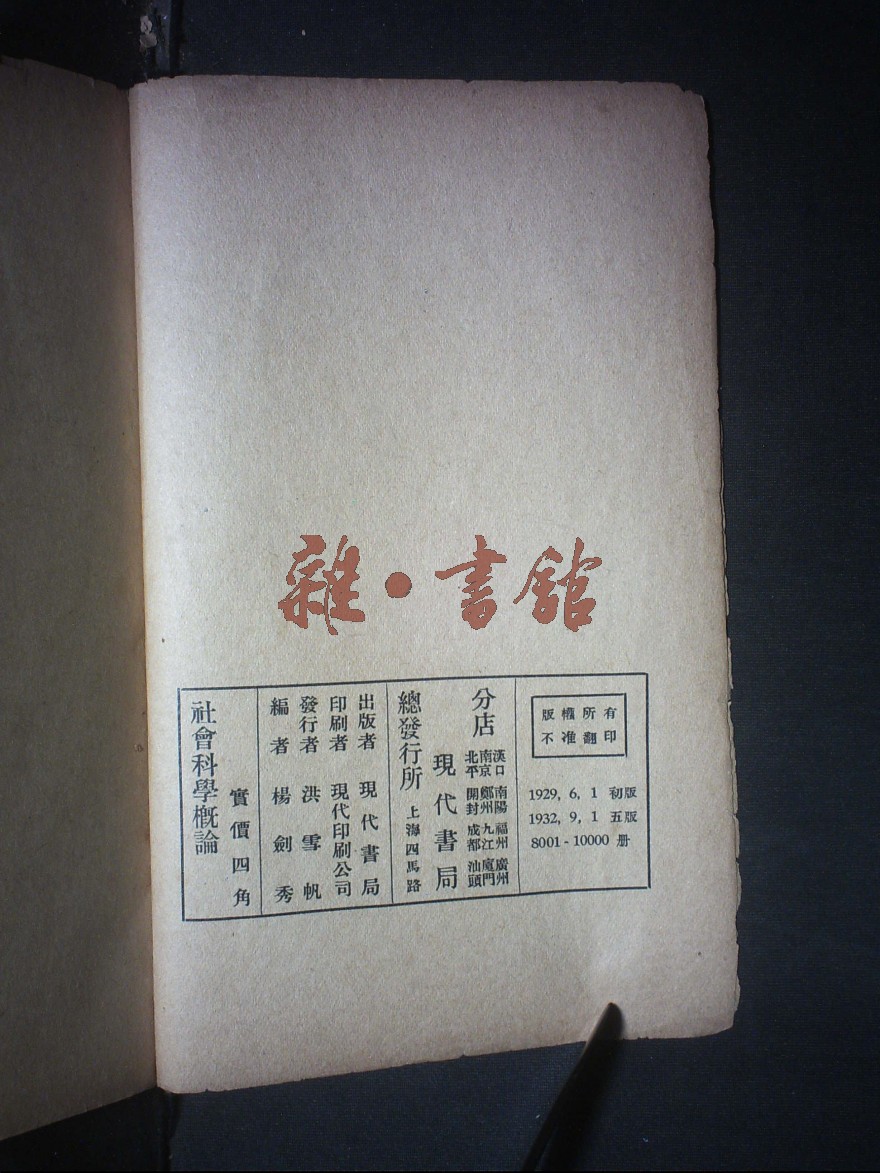 雜·書館
版權所有
不准翻印
1929, 6, 1 初版
1932, 9, 1 五版
8001 - 10000 册
分店
漢口 南陽 福州 廣州
南京 鄭州 九江 廈門
北平 開封 成都 汕頭
現代書局
總發行所 上海四馬路
出版者 現代書局
印刷者 現代印刷公司
發行者 洪雪帆
編者 楊劍秀
實價四角
社會科學概論